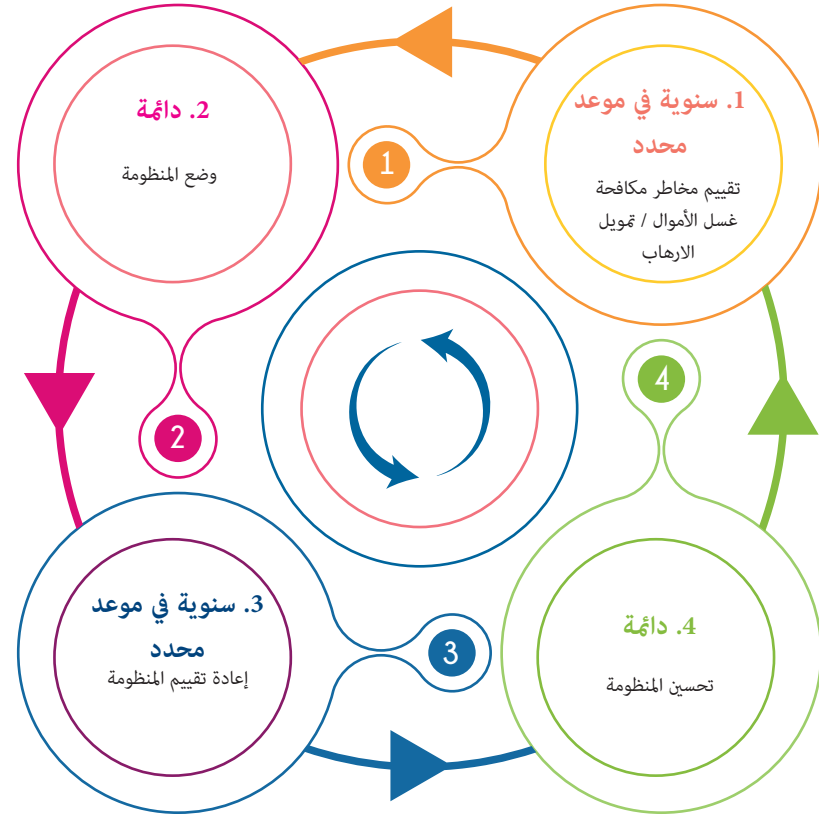 1. سنوية في موعد
محدد
تقييم مخاطر مكافحة
غسل الأموال / تمويل
الارهاب
1
2. دائمة
وضع المنظومة
2
3. سنوية في موعد
محدد
إعادة تقييم المنظومة
3
4. دائمة
تحسين المنظومة
4